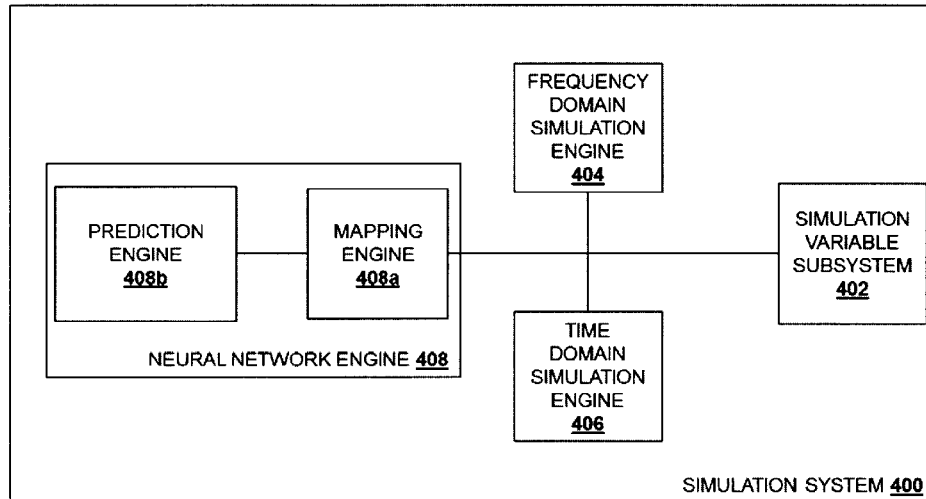 FREQUENCY
DOMAIN
SIMULATION
ENGINE
404
PREDICTION
ENGINE
408b
MAPPING
ENGINE
408a
SIMULATION
VARIABLE
SUBSYSTEM
402
NEURAL NETWORK ENGINE 408
TIME
DOMAIN
SIMULATION
ENGINE
406
SIMULATION SYSTEM 400